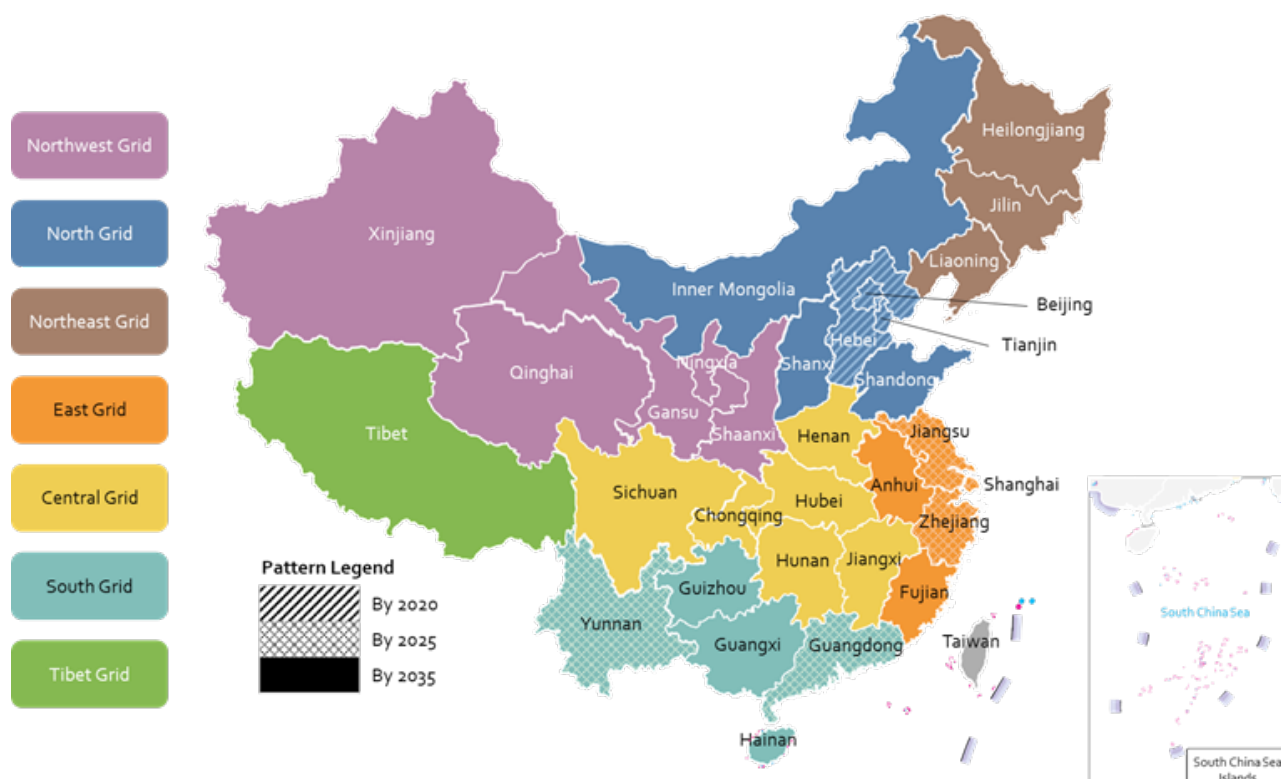 Northwest Grid
North Grid
Northeast Grid
East Grid
Central Grid
South Grid
Tibet Grid
Heilongjiang
Jilin
Liaoning
Xinjiang
Inner Mongolia
Beijing
Tianjin
Hebei
Shanx
Shandong
Ningxia
Qinghai
Gansu
Shaanxi
Tibet
Henan
Jiangsu
Anhui
Shanghai
Sichuan
Hubei
Chongqing
Zhejiang
Hunan
Jiangxi
Guizhou
Fujian
Yunnan
Guangxi
Guangdong
Taiwan
Hainan
Pattern Legend
By 2020
By 2025
By 2035
South China Sea
South China Sea
Islands